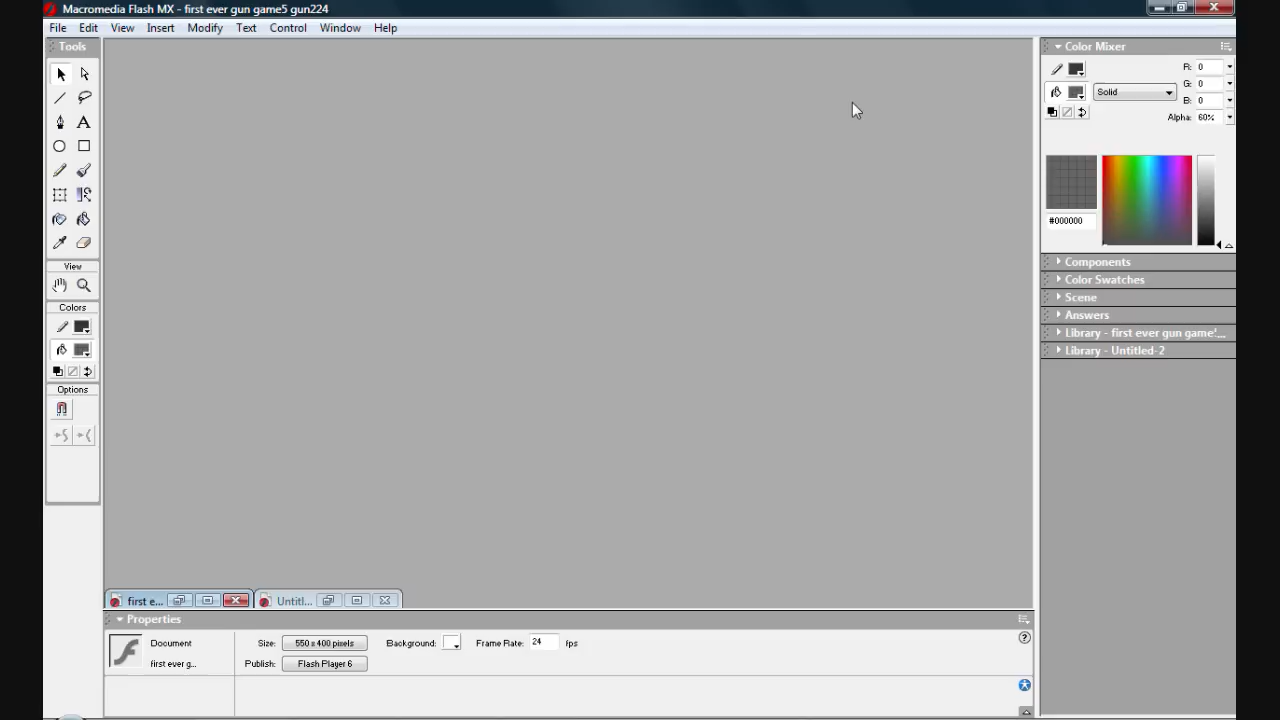 Macromedia Flash MX - first ever gun game5 gun224
File Edit View Insert Modify Text Control Window Help
Tools
View
Colors
Options
Color Mixer
R: 0
Solid
G: 0
B: 0
Alpha: 60%
#000000
Components
Color Swatches
Scene
Answers
Library - first ever gun game!...
Library - Untitled-2
first e...
Untitl...
Properties
Document
Size: 550 x 400 pixels
Background:
Frame Rate: 24 fps
first ever g...
Publish: Flash Player 6